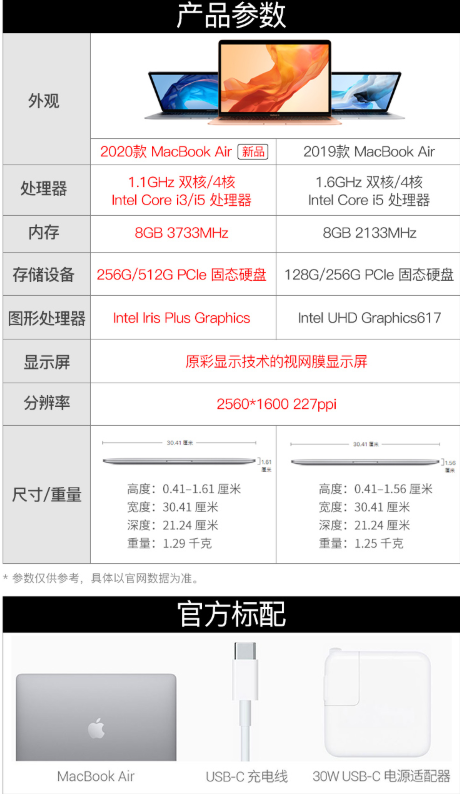 产品参数
外观
2020款 MacBook Air 新品
2019款 MacBook Air
处理器
1.1GHz 双核/4核
Intel Core i3/i5 处理器
1.6GHz 双核/4核
Intel Core i5 处理器
内存
8GB 3733MHz
8GB 2133MHz
存储设备
256G/512G PCIe 固态硬盘
128G/256G PCIe 固态硬盘
图形处理器
Intel Iris Plus Graphics
Intel UHD Graphics617
显示屏
原彩显示技术的视网膜显示屏
分辨率
2560*1600 227ppi
尺寸/重量
30.41 厘米
1.61
厘米
高度：0.41–1.61 厘米
宽度：30.41 厘米
深度：21.24 厘米
重量：1.29 千克
30.41 厘米
1.56
厘米
高度：0.41–1.56 厘米
宽度：30.41 厘米
深度：21.24 厘米
重量：1.25 千克
* 参数仅供参考，具体以官网数据为准。
官方标配
MacBook Air
USB-C 充电线
30W USB-C 电源适配器